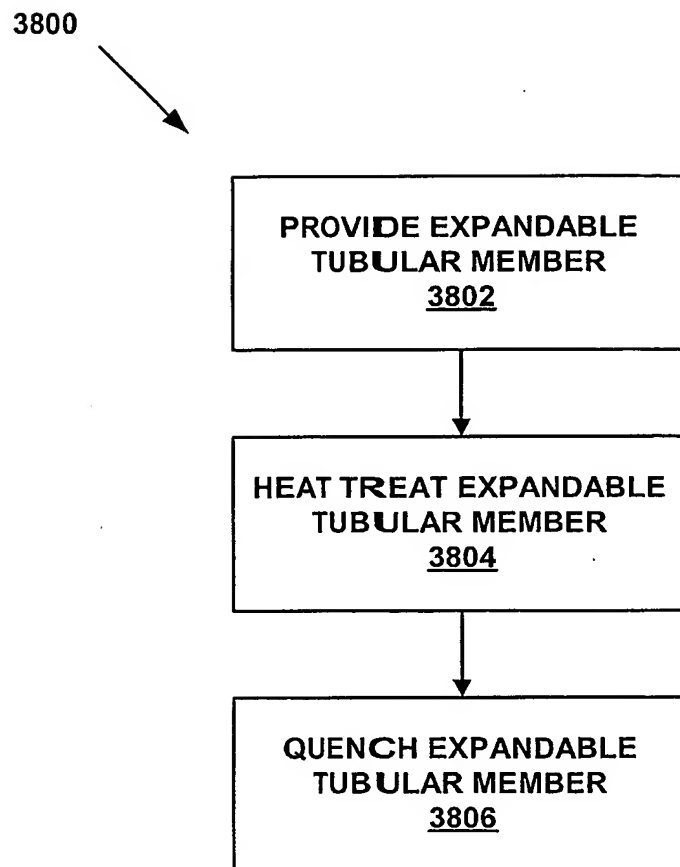 3800
PROVIDE EXPANDABLE
TUBULAR MEMBER
3802
HEAT TREAT EXPANDABLE
TUBULAR MEMBER
3804
QUENCH EXPANDABLE
TUBULAR MEMBER
3806